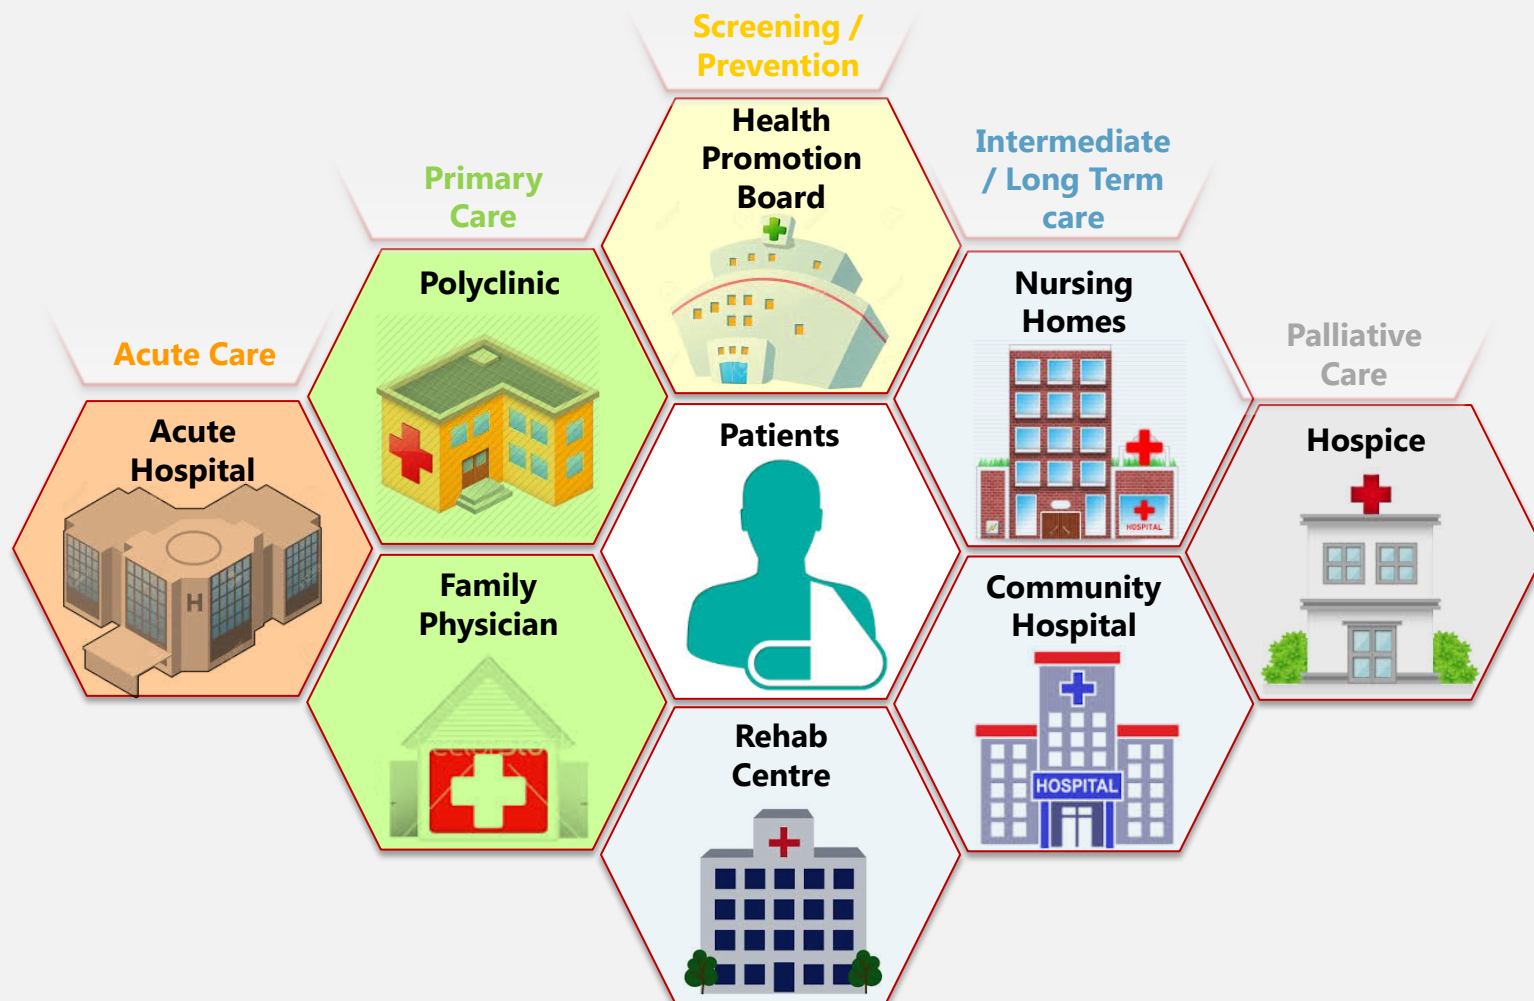 Screening /
Prevention
Health
Promotion
Board
Intermediate
/ Long Term
care
Primary
Care
Polyclinic
Nursing
Homes
HOSPITAL
Acute Care
Acute
Hospital
H
Palliative
Care
Hospice
Patients
Family
Physician
Community
Hospital
HOSPITAL
Rehab
Centre